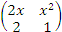 (2x x²
2 1)